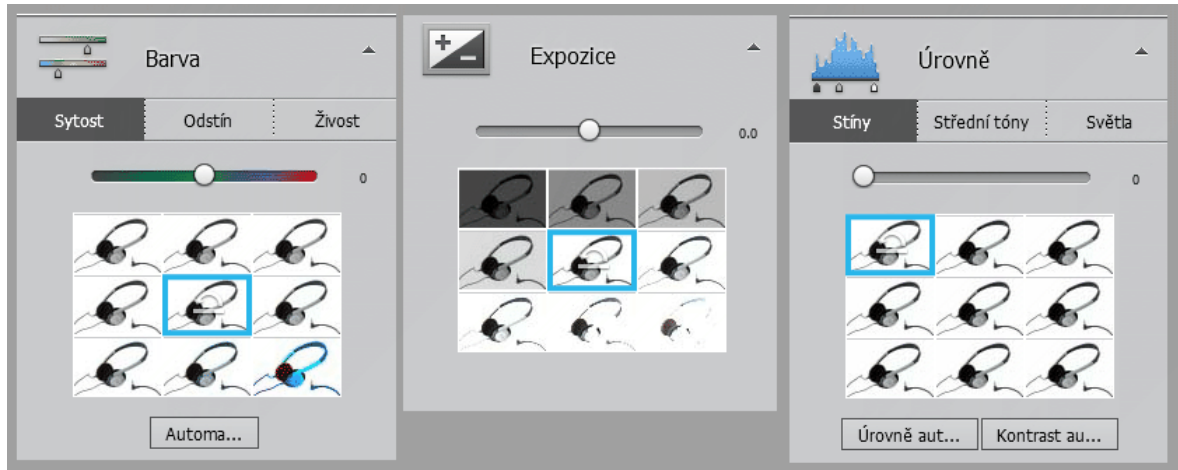 Barva
Sytost Odstín Živost
0
Automa...
Expozice
0.0
Úrovně
Stíny Střední tóny Světla
0
Úrovně aut... Kontrast au...